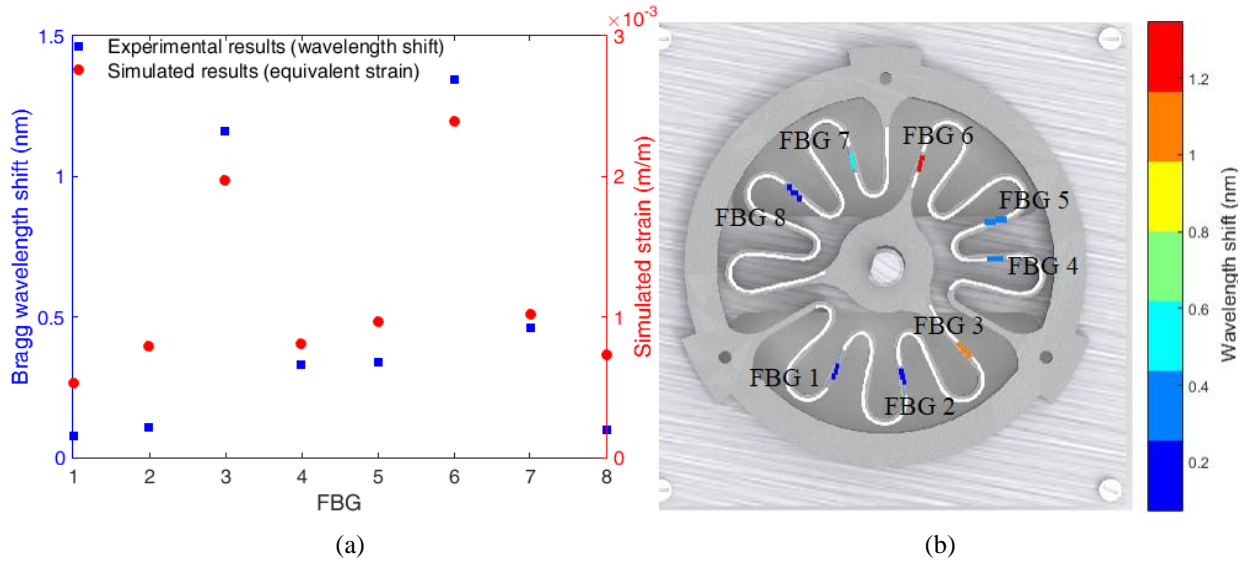 ×10⁻³
1.5
3
Experimental results (wavelength shift)
Simulated results (equivalent strain)
Bragg wavelength shift (nm)
1
2
0.5
1
0
0
Simulated strain (m/m)
1 2 3 4 5 6 7 8
FBG
(a)
FBG 7
FBG 6
FBG 5
FBG 8
FBG 4
FBG 3
FBG 1
FBG 2
1.2
1
0.8
0.6
0.4
0.2
Wavelength shift (nm)
(b)